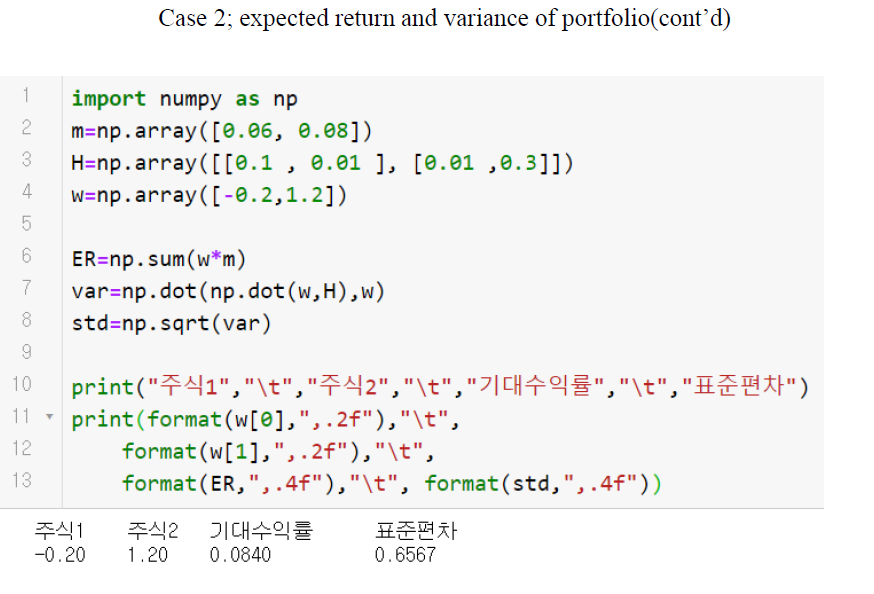 Case 2; expected return and variance of portfolio(cont’d)
1 import numpy as np
2 m=np.array([0.06, 0.08])
3 H=np.array([[0.1 , 0.01 ], [0.01 ,0.3]])
4 w=np.array([-0.2,1.2])
5
6 ER=np.sum(w*m)
7 var=np.dot(np.dot(w,H),w)
8 std=np.sqrt(var)
9
10 print("주식1","\t","주식2","\t","기대수익률","\t","표준편차")
11 print(format(w[0],",.2f"),"\t",
12 format(w[1],",.2f"),"\t",
13 format(ER,",.4f"),"\t", format(std,",.4f"))
주식1 주식2 기대수익률 표준편차
-0.20 1.20 0.0840 0.6567